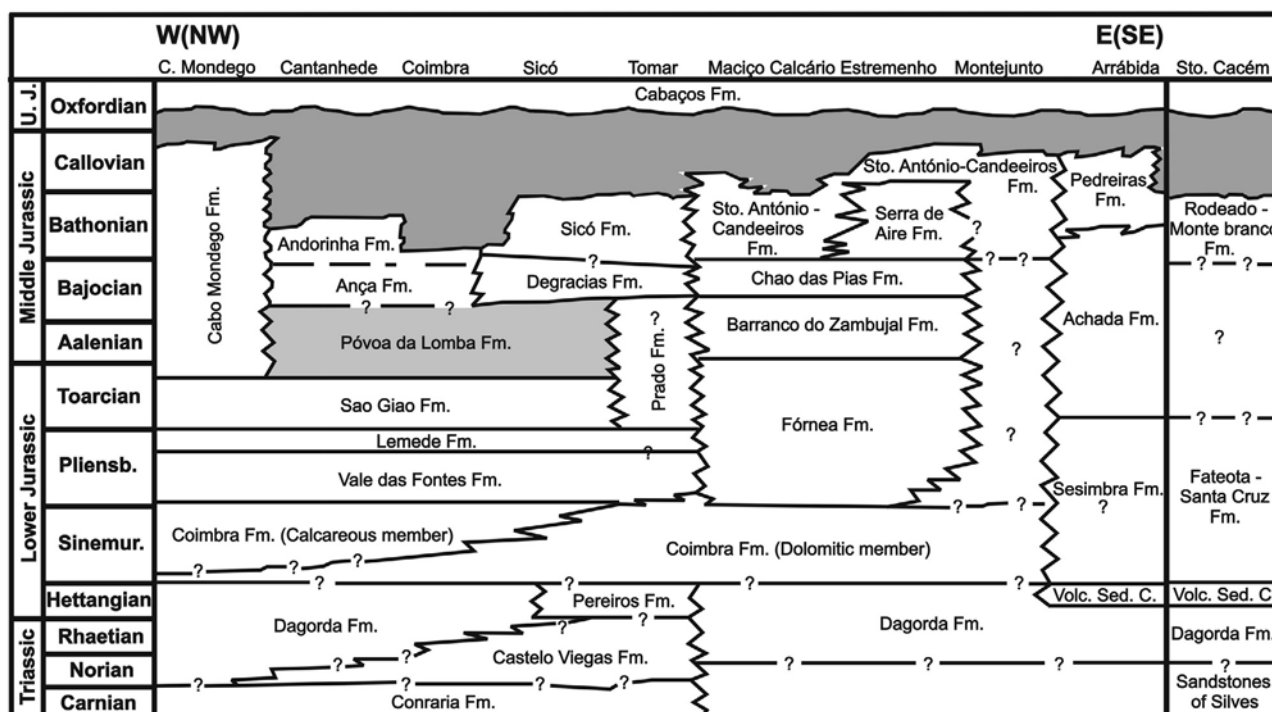 W(NW)
E(SE)
C. Mondego
Cantanhede
Coimbra
Sicó
Tomar
Maciço Calcário Estremenho
Montejunto
Arrábida
Sto. Cacém
U. J.
Oxfordian
Cabaços Fm.
Middle Jurassic
Callovian
Bathonian
Bajocian
Aalenian
Lower Jurassic
Toarcian
Pliensb.
Sinemur.
Hettangian
Triassic
Rhaetian
Norian
Carnian
Cabo Mondego Fm.
Andorinha Fm.
Ança Fm.
? ?
Póvoa da Lomba Fm.
Sicó Fm.
?
Degracias Fm.
?
Prado Fm.
Sao Giao Fm.
Lemede Fm.
?
Vale das Fontes Fm.
Sto. António-Candeeiros
Fm.
Sto. António -
Candeeiros
Fm.
Serra de
Aire Fm.
?
? ?
Chao das Pias Fm.
Barranco do Zambujal Fm.
?
Fórnea Fm.
?
? ?
Pedreiras
Fm.
Achada Fm.
Sesimbra Fm.
?
Rodeado -
Monte branco
Fm.
? ?
?
? ?
Fateota -
Santa Cruz
Fm.
Coimbra Fm. (Calcareous member)
? ? ?
Coimbra Fm. (Dolomitic member)
? ? ? ?
Volc. Sed. C.
Volc. Sed. C.
Pereiros Fm.
? ?
Dagorda Fm.
? ?
Castelo Viegas Fm.
? ? ? ?
Conraria Fm.
Dagorda Fm.
? ? ?
Dagorda Fm.
?
Sandstones
of Silves